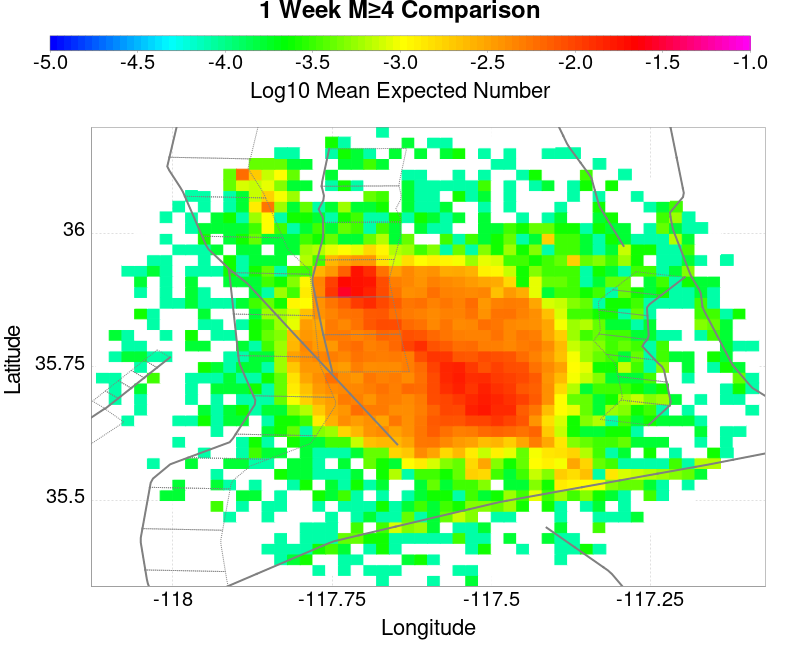 1 Week M≥4 Comparison
-5.0 -4.5 -4.0 -3.5 -3.0 -2.5 -2.0 -1.5 -1.0
Log10 Mean Expected Number
36
35.75
35.5
Latitude
-118 -117.75 -117.5 -117.25
Longitude